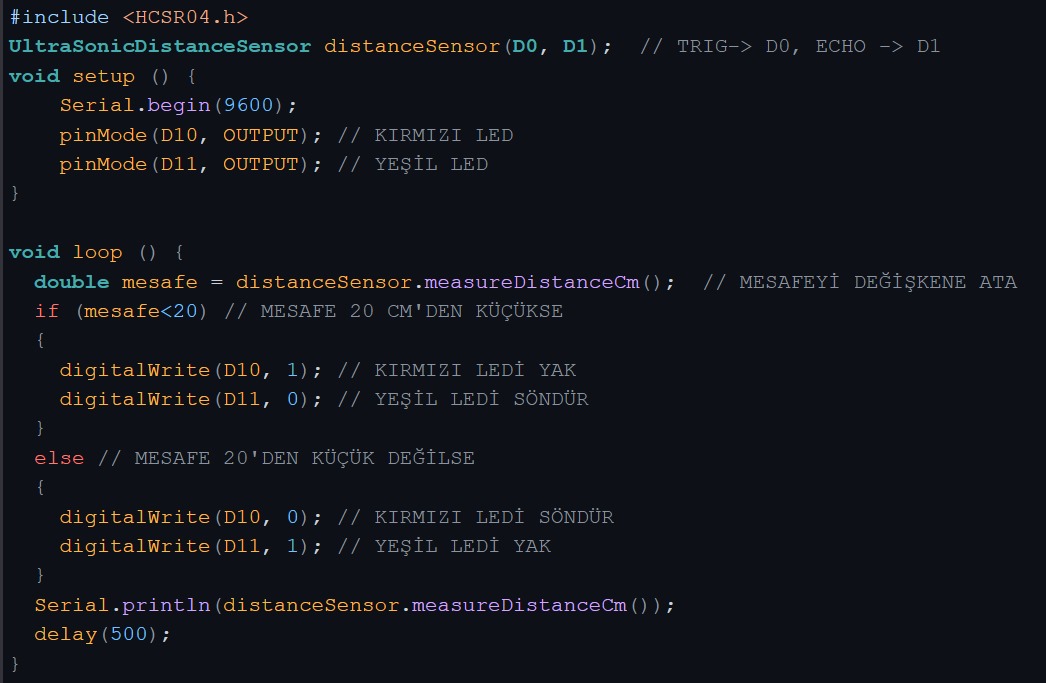 #include <HCSR04.h>
UltraSonicDistanceSensor distanceSensor(D0, D1);  // TRIG-> D0, ECHO -> D1
void setup () {
    Serial.begin(9600);
    pinMode(D10, OUTPUT); // KIRMIZI LED
    pinMode(D11, OUTPUT); // YEŞİL LED
}

void loop () {
  double mesafe = distanceSensor.measureDistanceCm();  // MESAFEYİ DEĞİŞKENE ATA
  if (mesafe<20) // MESAFE 20 CM'DEN KÜÇÜKSE
  {
    digitalWrite(D10, 1); // KIRMIZI LEDİ YAK
    digitalWrite(D11, 0); // YEŞİL LEDİ SÖNDÜR
  }
  else // MESAFE 20'DEN KÜÇÜK DEĞİLSE
  {
    digitalWrite(D10, 0); // KIRMIZI LEDİ SÖNDÜR
    digitalWrite(D11, 1); // YEŞİL LEDİ YAK
  }
  Serial.println(distanceSensor.measureDistanceCm());
  delay(500);
}